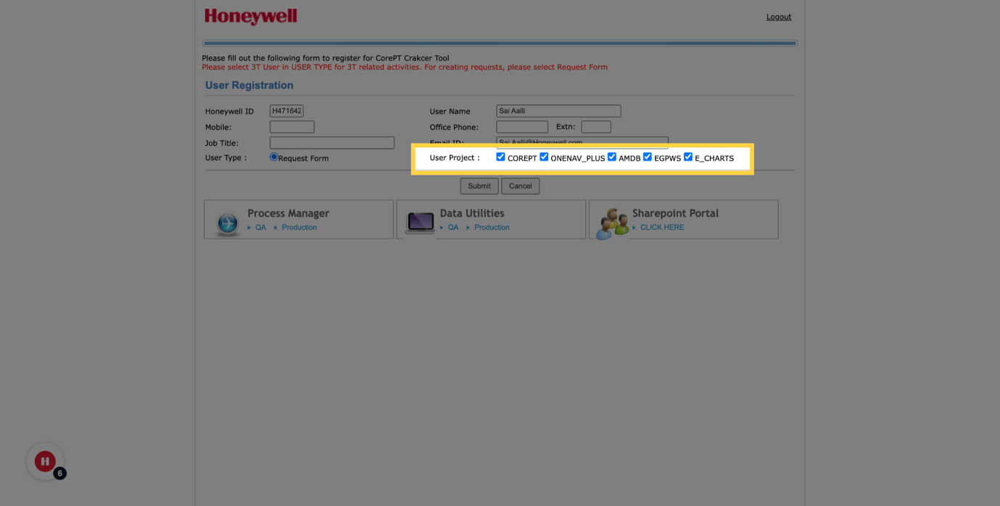 Honeywell
Logout
Please fill out the following form to register for CorePT Crakcer Tool
Please select 3T User in USER TYPE for 3T related activities. For creating requests, please select Request Form
User Registration
Honeywell ID H471642 User Name Sai Aalli
Mobile: Office Phone: Extn:
Job Title: Email ID: Sai.Aalli@Honeywell.com
User Type : Request Form User Project : COREPT ONENAV_PLUS AMDB EGPWS E_CHARTS
Submit Cancel
Process Manager Data Utilities Sharepoint Portal
QA Production QA Production CLICK HERE
H
6